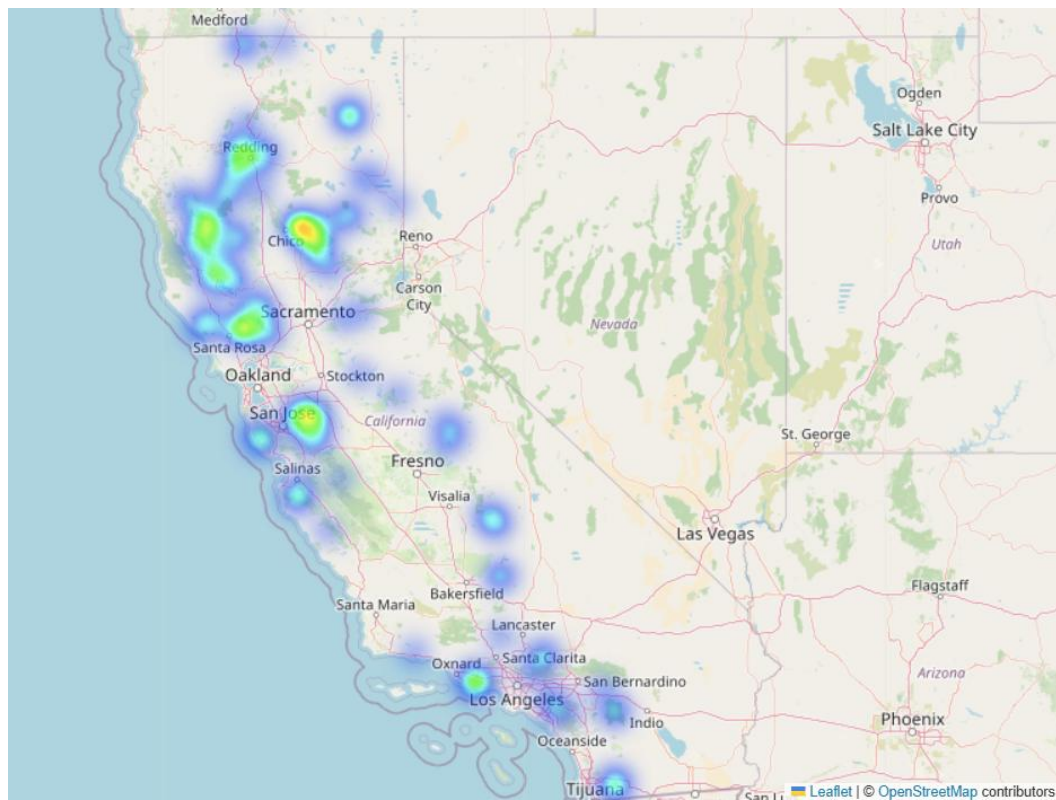 Medford
Ogden
Salt Lake City
Redding
Provo
Chico
Reno
Utah
Carson
City
Sacramento
Nevada
Santa Rosa
Oakland
Stockton
San Jose
California
St. George
Fresno
Salinas
Visalia
Las Vegas
Flagstaff
Bakersfield
Santa Maria
Lancaster
Santa Clarita
Oxnard
Arizona
San Bernardino
Los Angeles
Indio
Phoenix
Oceanside
Tijuana
San Lu
Leaflet | © OpenStreetMap contributors